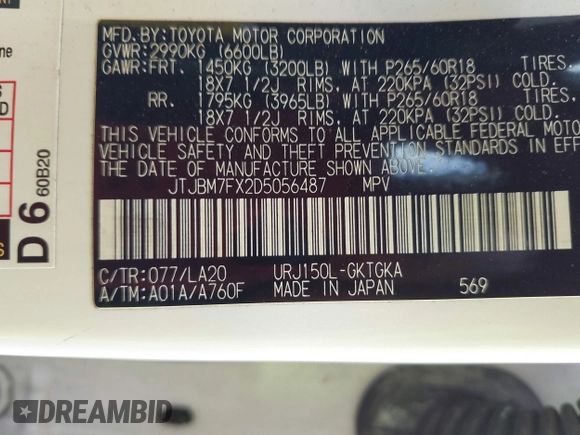 MFD.BY: TOYOTA MOTOR CORPORATION
GVWR: 2990KG (6600LB)
GAWR: FRT. 1450KG (3200LB) WITH P265/60R18 TIRES.
18X7 1/2J RIMS. AT 220KPA (32PSI) COLD.
RR. 1795KG (3965LB) WITH P265/60R18 TIRES.
18X7 1/2J RIMS. AT 220KPA (32PSI) COLD.
THIS VEHICLE CONFORMS TO ALL APPLICABLE FEDERAL MOTO
VEHICLE SAFETY AND THEFT PREVENTION STANDARDS IN EFF
THE DATE OF MANUFACTURE SHOWN ABOVE.
JTJBM7FX2D5056487 MPV
C/TR: 077/LA20 URJ150L-GKTGKA
A/TM: A01A/A760F MADE IN JAPAN 569
D 6 60B20
DREAMBID
dreambid.com